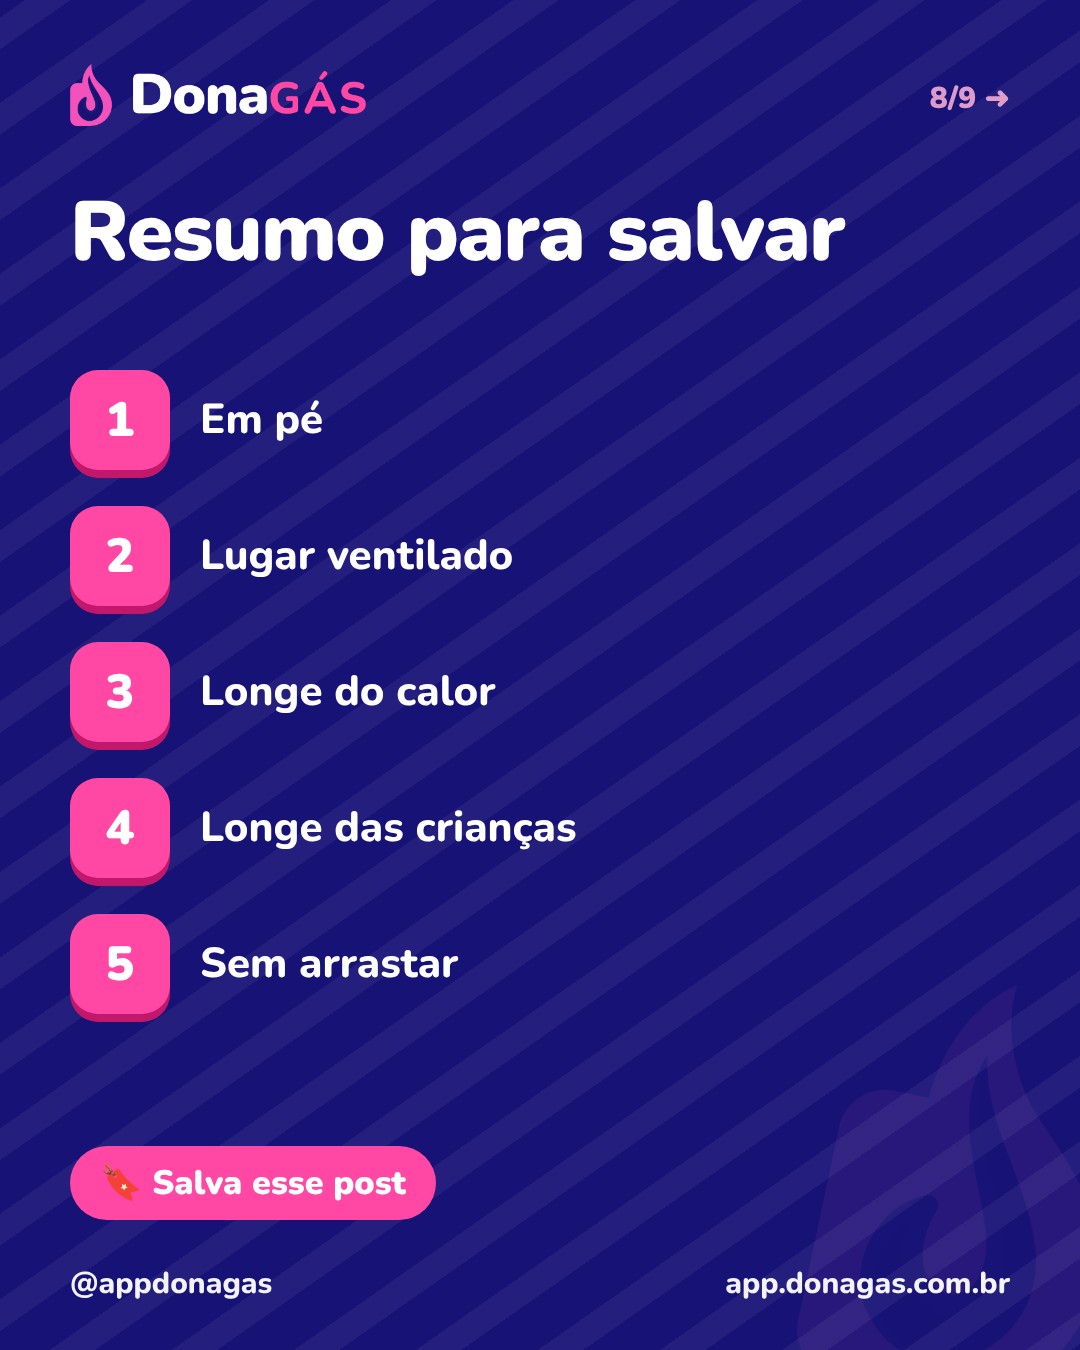 DonaGÁS
8/9 →
Resumo para salvar
1 Em pé
2 Lugar ventilado
3 Longe do calor
4 Longe das crianças
5 Sem arrastar
🔖 Salva esse post
@appdonagas
app.donagas.com.br